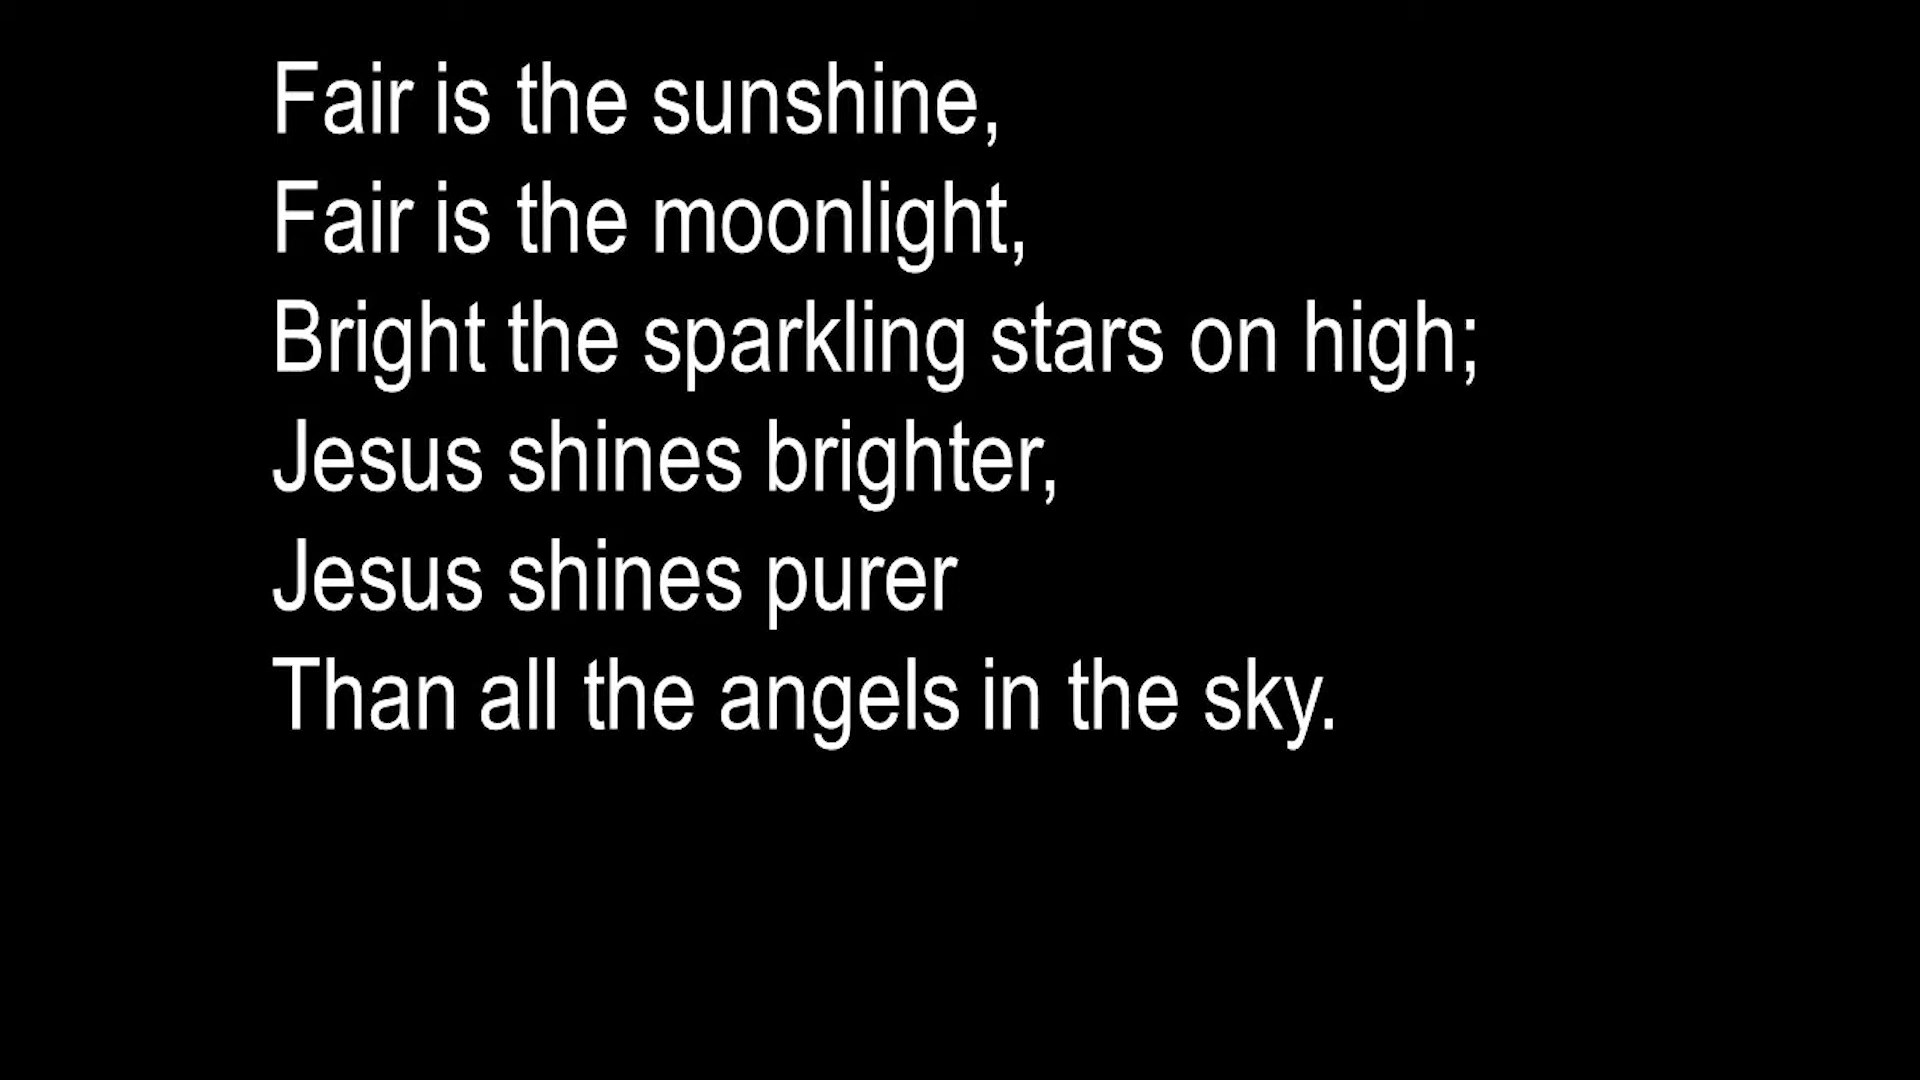 Fair is the sunshine,
Fair is the moonlight,
Bright the sparkling stars on high;
Jesus shines brighter,
Jesus shines purer
Than all the angels in the sky.